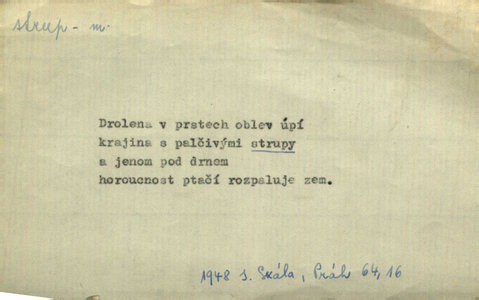 strup - m.
Drolena v prstech oblev úpí
krajina s palčivými strupy
a jenom pod drnem
horoucnost ptačí rozpaluje zem.
1948 I. Skála, Práh 64, 16